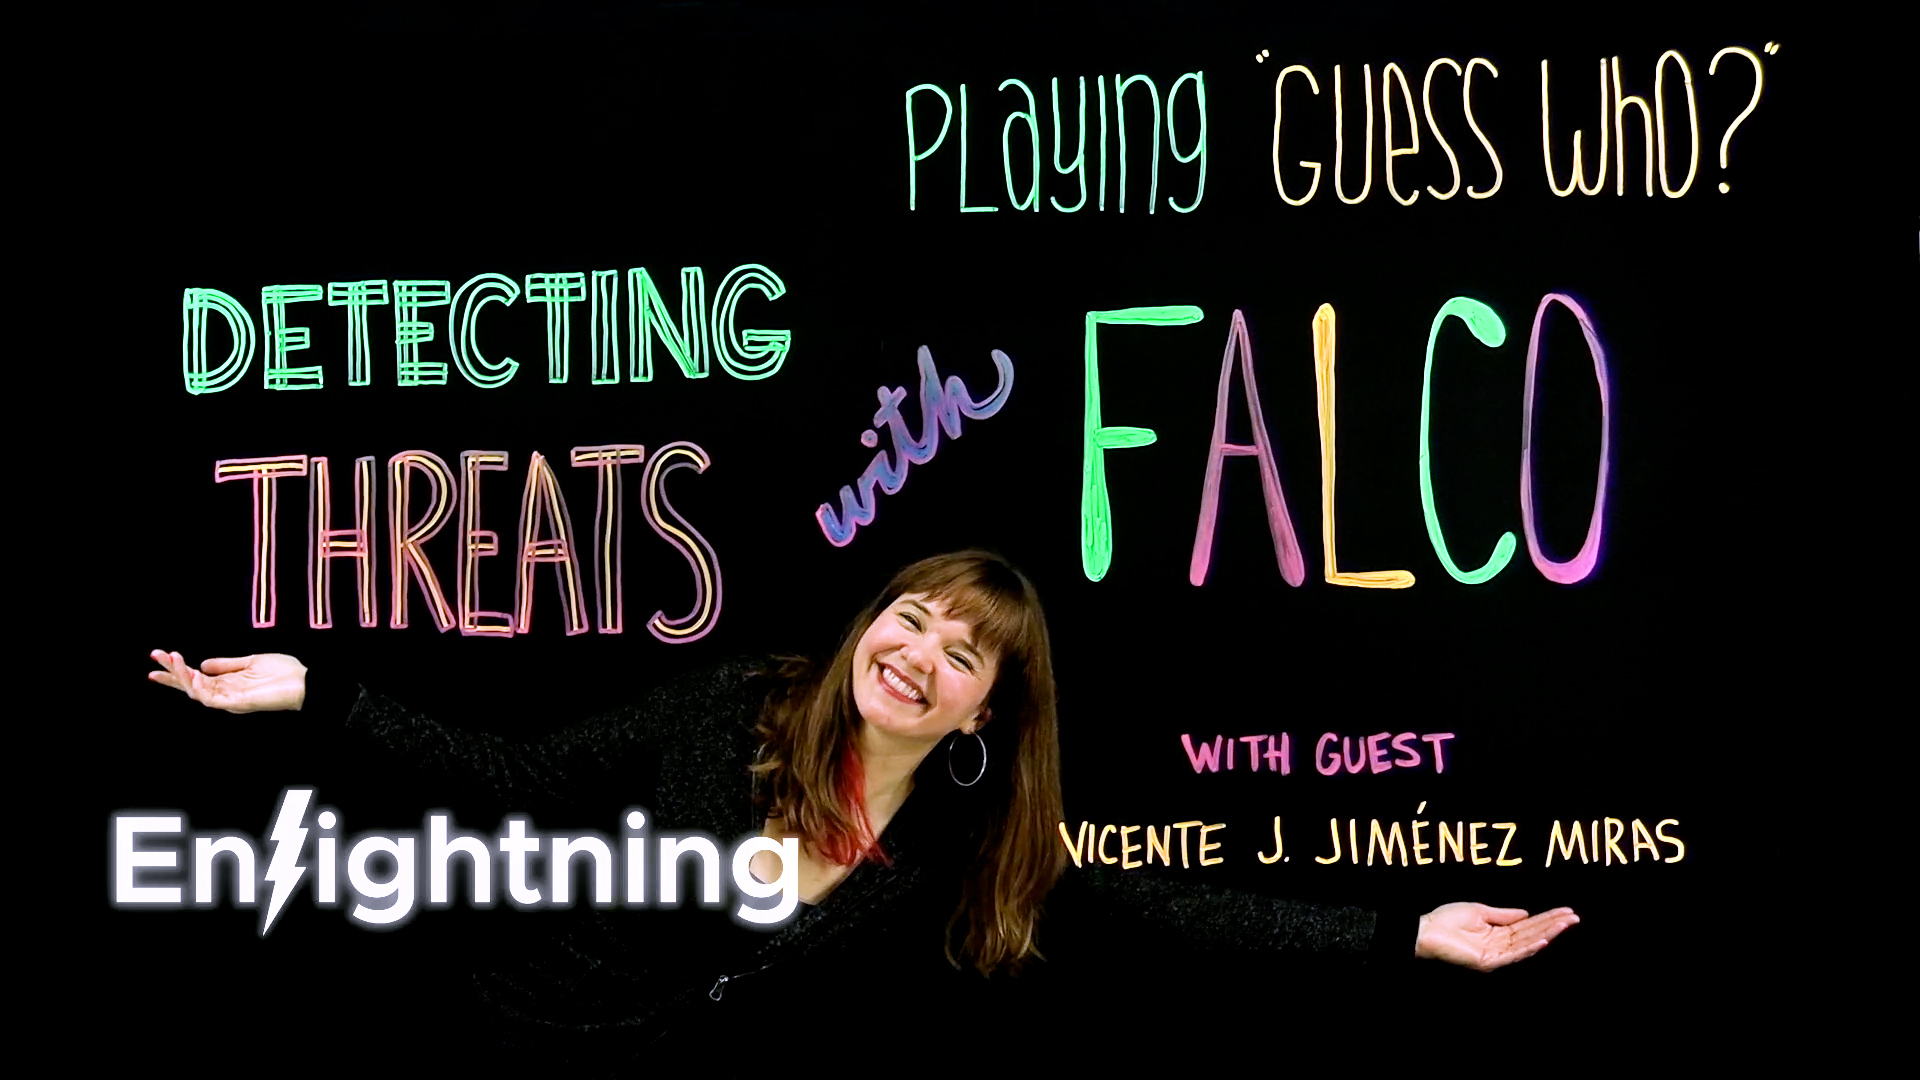 PLayiNg "GUeSS WhO?"
DETECTING
THREATS
with
FALCO
WITH GUEST
VICENTE J. JIMÉNEZ MIRAS
Enlightning